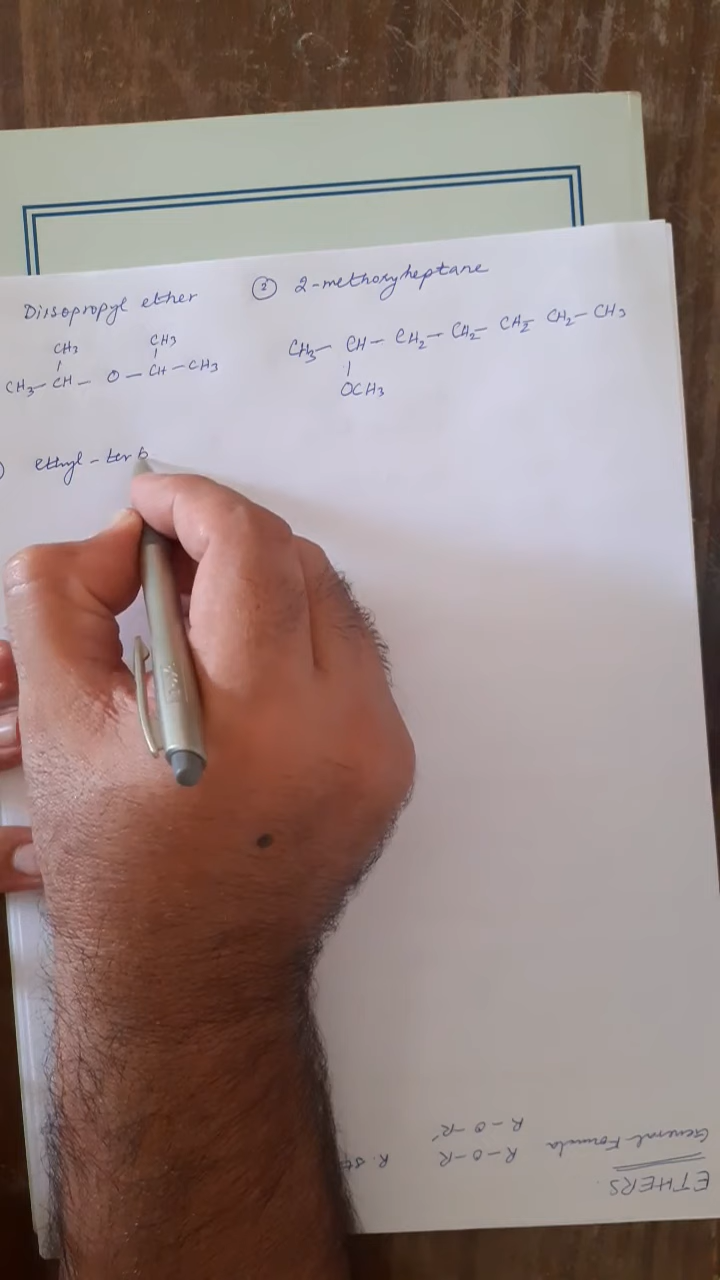 Diisopropyl ether
CH3 CH3
CH3-CH- O-CH-CH3
② 2-methoxyheptane
CH3- CH- CH2- CH2- CH2- CH2- CH3
OCH3
ethyl-ter b
ETHERS.
General Formula R-O-R
R-O-R'